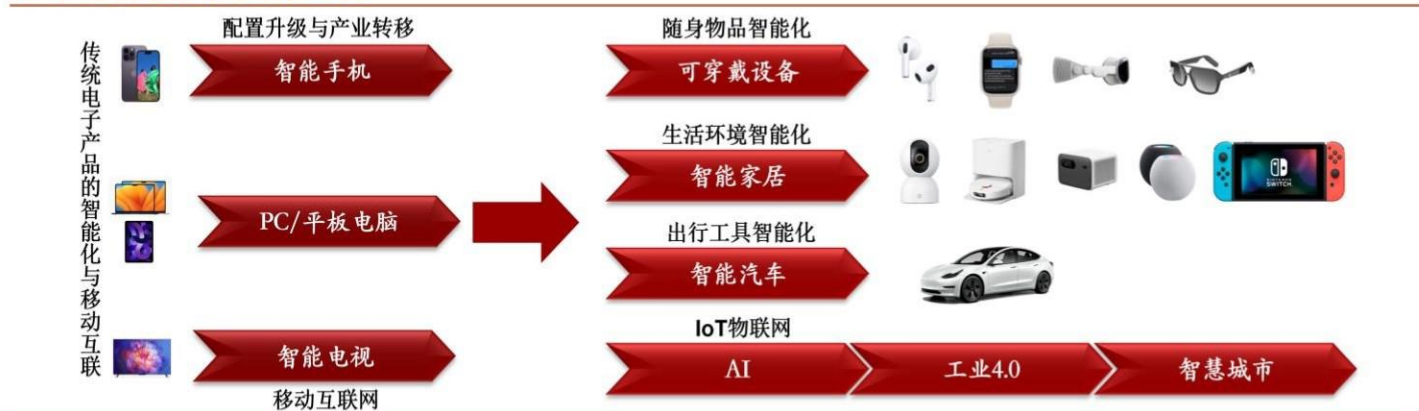 传统电子产品的智能化与移动互联
配置升级与产业转移
智能手机
PC/平板电脑
智能电视
移动互联网
随身物品智能化
可穿戴设备
生活环境智能化
智能家居
NINTENDO
SWITCH
出行工具智能化
智能汽车
IoT物联网
AI
工业4.0
智慧城市